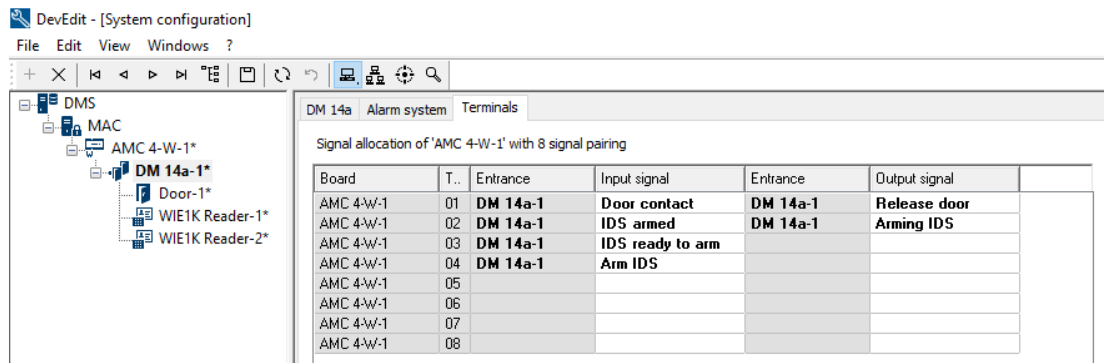 DevEdit - [System configuration]
File Edit View Windows ?
DMS
MAC
AMC 4-W-1*
DM 14a-1*
Door-1*
WIE1K Reader-1*
WIE1K Reader-2*
DM 14a Alarm system Terminals
Signal allocation of 'AMC 4-W-1' with 8 signal pairing
Board T.. Entrance Input signal Entrance Output signal
AMC 4-W-1 01 DM 14a-1 Door contact DM 14a-1 Release door
AMC 4-W-1 02 DM 14a-1 IDS armed DM 14a-1 Arming IDS
AMC 4-W-1 03 DM 14a-1 IDS ready to arm
AMC 4-W-1 04 DM 14a-1 Arm IDS
AMC 4-W-1 05
AMC 4-W-1 06
AMC 4-W-1 07
AMC 4-W-1 08